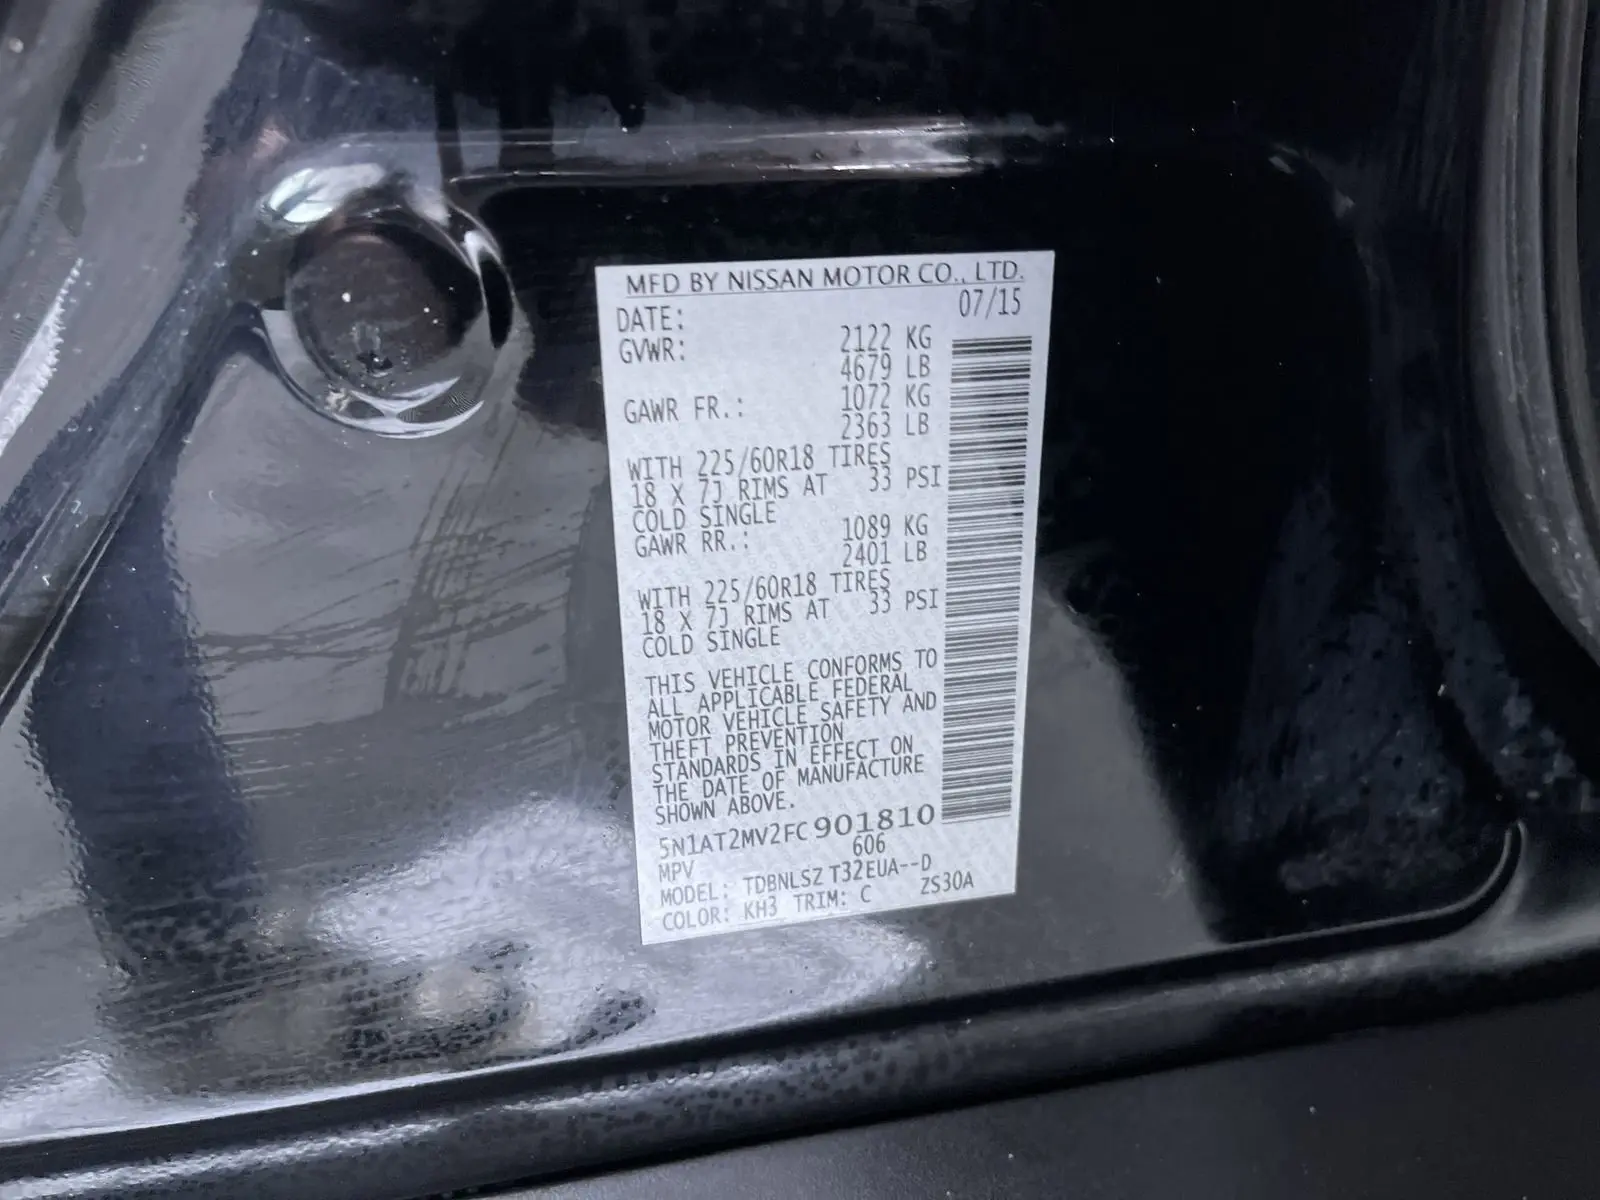 MFD BY NISSAN MOTOR CO., LTD.
DATE: 07/15
GVWR: 2122 KG
4679 LB
GAWR FR.: 1072 KG
2363 LB
WITH 225/60R18 TIRES
18 X 7J RIMS AT 33 PSI
COLD SINGLE
GAWR RR.: 1089 KG
2401 LB
WITH 225/60R18 TIRES
18 X 7J RIMS AT 33 PSI
COLD SINGLE
THIS VEHICLE CONFORMS TO
ALL APPLICABLE FEDERAL
MOTOR VEHICLE SAFETY AND
THEFT PREVENTION
STANDARDS IN EFFECT ON
THE DATE OF MANUFACTURE
SHOWN ABOVE.
5N1AT2MV2FC901810
MPV 606
MODEL: TDBNLSZ T32EUA--D
COLOR: KH3 TRIM: C ZS30A